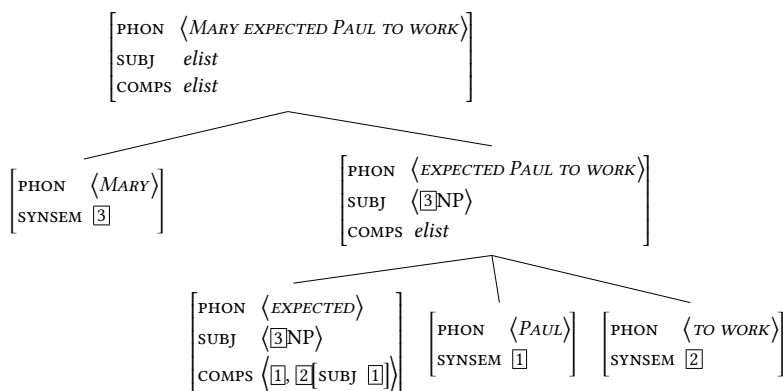 PHON ⟨MARY EXPECTED PAUL TO WORK⟩
SUBJ elist
COMPS elist
PHON ⟨MARY⟩
SYNSEM 3
PHON ⟨EXPECTED PAUL TO WORK⟩
SUBJ ⟨3NP⟩
COMPS elist
PHON ⟨EXPECTED⟩
SUBJ ⟨3NP⟩
COMPS ⟨1, 2[SUBJ 1]⟩
PHON ⟨PAUL⟩
SYNSEM 1
PHON ⟨TO WORK⟩
SYNSEM 2